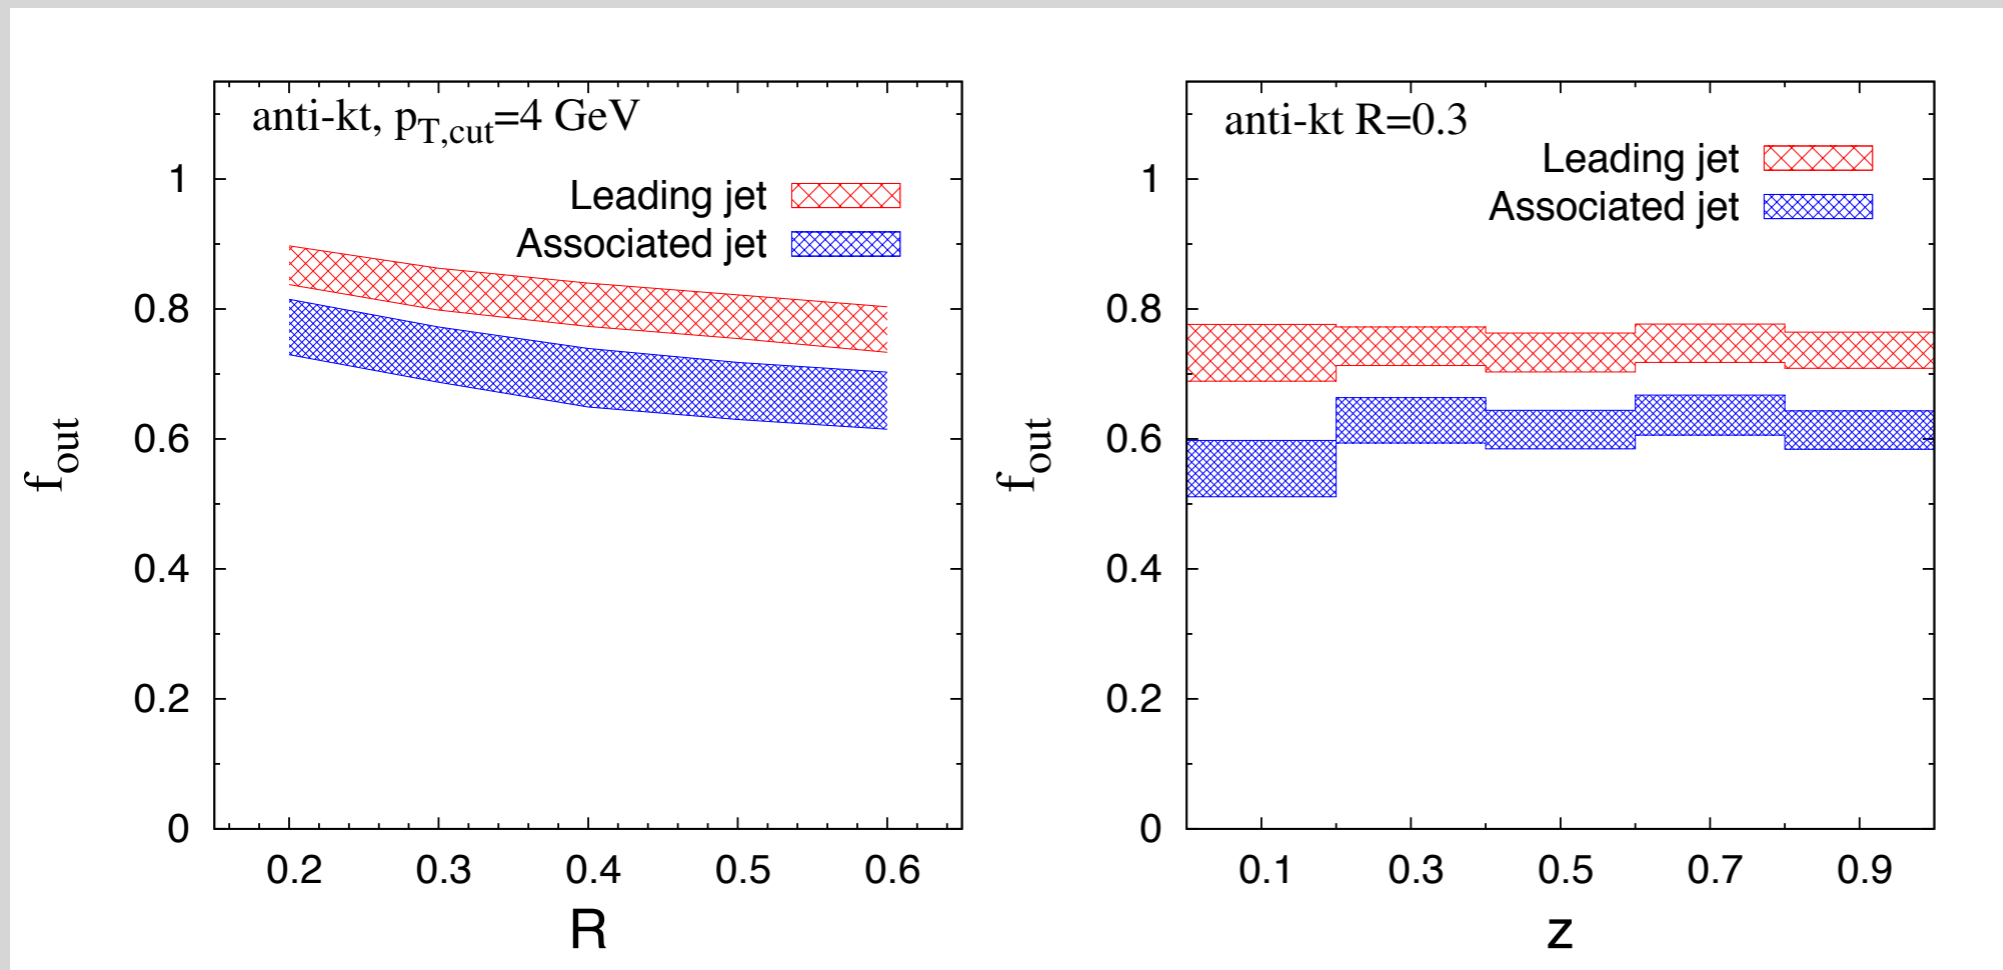 anti-kt, pT,cut=4 GeV
Leading jet
Associated jet
1
0.8
0.6
0.4
0.2
0
fout
0.2 0.3 0.4 0.5 0.6
R
anti-kt R=0.3
Leading jet
Associated jet
1
0.8
0.6
0.4
0.2
0
fout
0.1 0.3 0.5 0.7 0.9
z